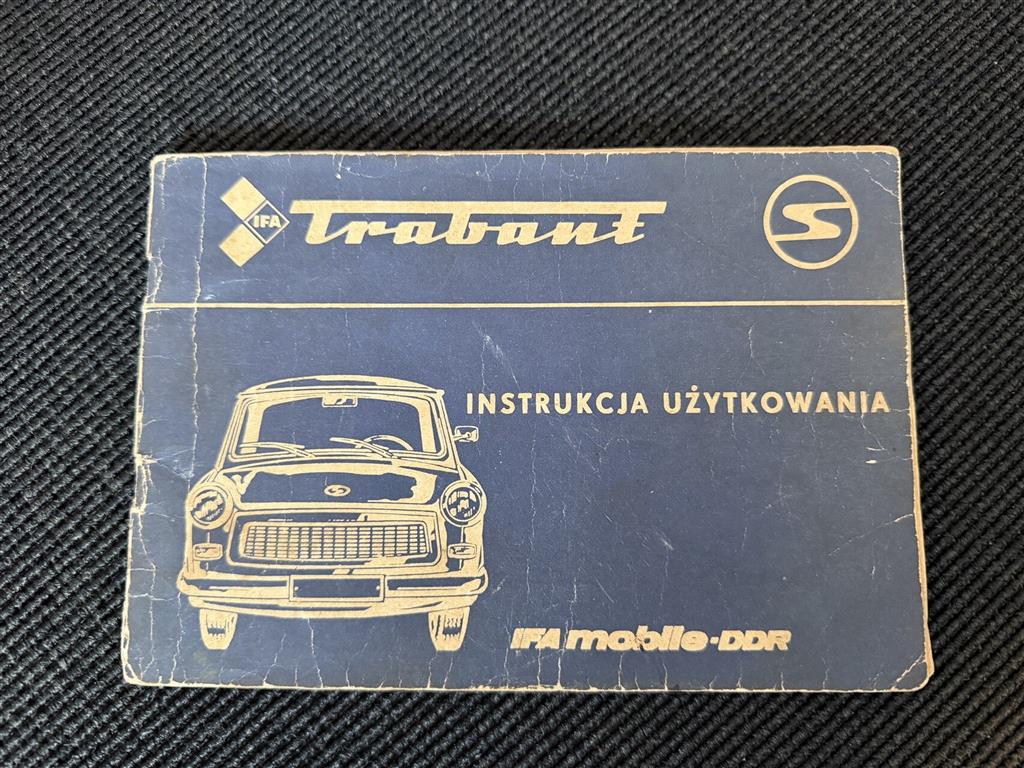 IFA Trabant S
INSTRUKCJA UŻYTKOWANIA
IFA mobile-DDR